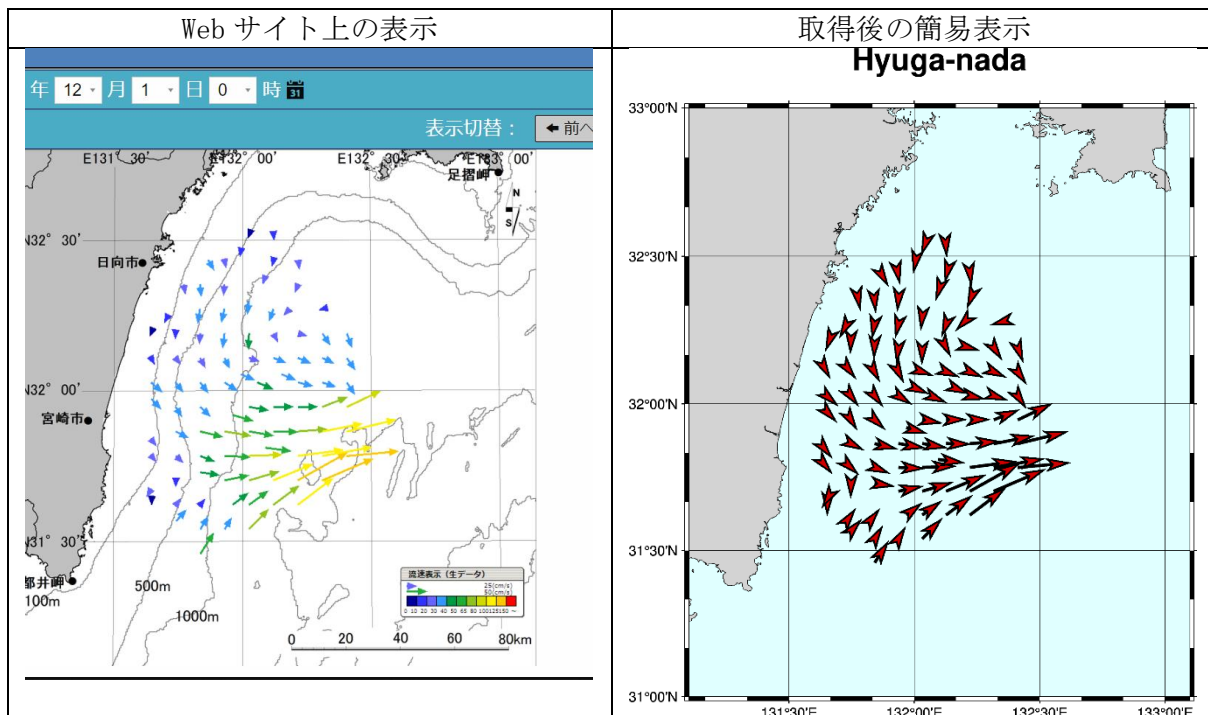 Webサイト上の表示
取得後の簡易表示
年 12 月 1 日 0 時 31
表示切替： 前へ
E131° 30' E132° 00' E132° 30' E133° 00'
足摺岬
N
S
N32° 30'
日向市
N32° 00'
宮崎市
N31° 30'
都井岬
100m
500m
1000m
流速表示（生データ）
25(cm/s)
50(cm/s)
0 10 20 30 40 50 65 80 100125150 ～
0 20 40 60 80km
Hyuga-nada
33°00'N
32°30'N
32°00'N
31°30'N
31°00'N
131°30'E 132°00'E 132°30'E 133°00'E